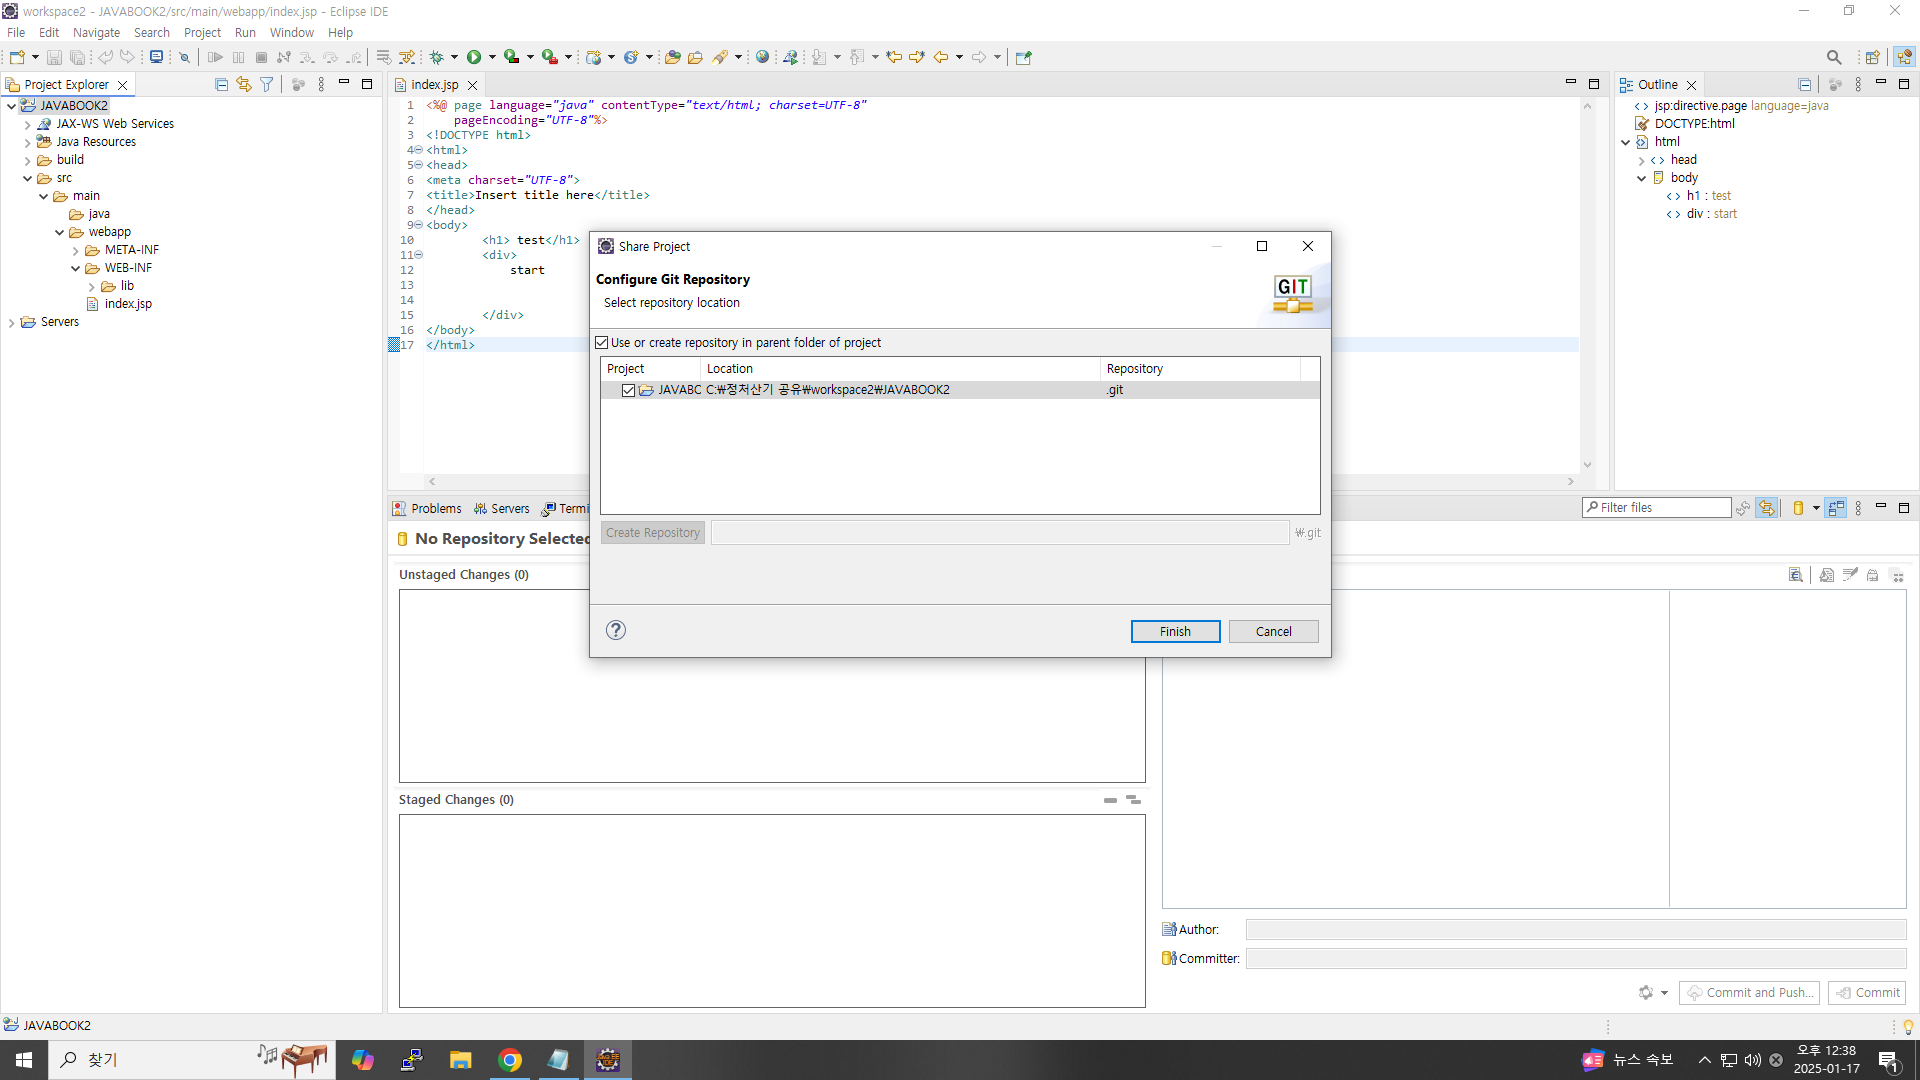 workspace2 - JAVABOOK2/src/main/webapp/index.jsp - Eclipse IDE
File Edit Navigate Search Project Run Window Help
Project Explorer
JAVABOOK2
JAX-WS Web Services
Java Resources
build
src
main
java
webapp
META-INF
WEB-INF
lib
index.jsp
Servers
index.jsp
1 <%@ page language="java" contentType="text/html; charset=UTF-8"
2 pageEncoding="UTF-8"%>
3 <!DOCTYPE html>
4 <html>
5 <head>
6 <meta charset="UTF-8">
7 <title>Insert title here</title>
8 </head>
9 <body>
10 <h1> test</h1>
11 <div>
12 start
13
14
15 </div>
16 </body>
17 </html>
Outline
jsp:directive.page language=java
DOCTYPE:html
html
head
body
h1 : test
div : start
Share Project
Configure Git Repository
Select repository location
GIT
Use or create repository in parent folder of project
Project Location Repository
JAVABC C:₩정처산기 공유₩workspace2₩JAVABOOK2 .git
Create Repository ₩.git
Finish Cancel
Problems Servers Termi
Filter files
No Repository Selected
Unstaged Changes (0)
Staged Changes (0)
Author:
Committer:
Commit and Push... Commit
JAVABOOK2
찾기
뉴스 속보
오후 12:38
2025-01-17
1